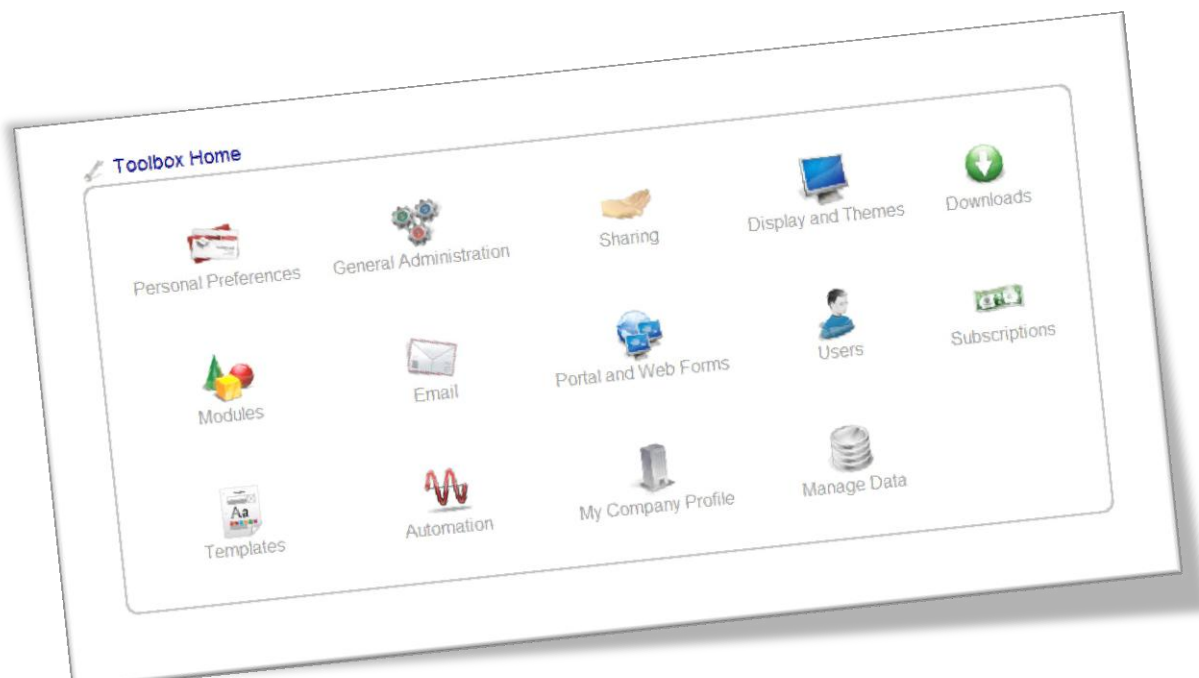 Toolbox Home
Personal Preferences
General Administration
Sharing
Display and Themes
Downloads
Modules
Email
Portal and Web Forms
Users
Subscriptions
Templates
Automation
My Company Profile
Manage Data
Aa